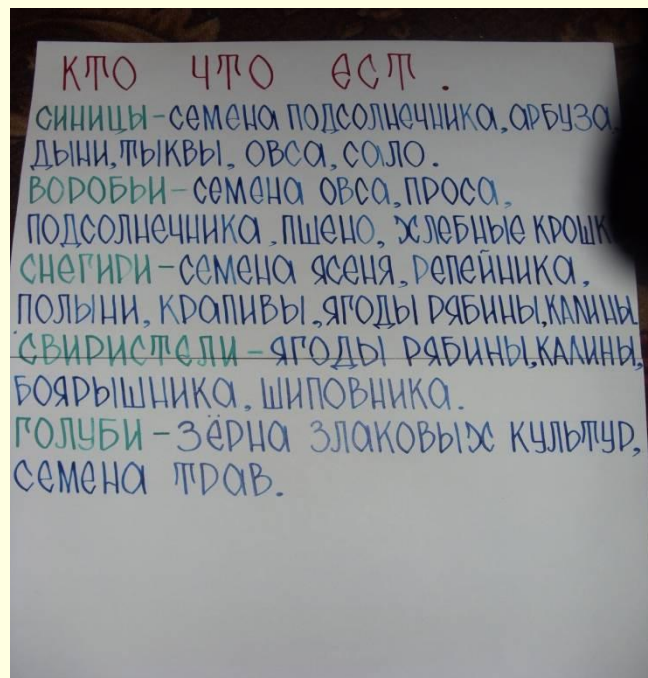 КТО ЧТО ЕСТ.
СИНИЦЫ-СЕМЕНА ПОДСОЛНЕЧНИКА, АРБУЗА,
ДЫНИ, ТЫКВЫ, ОВСА, САЛО.
ВОРОБЬИ-СЕМЕНА ОВСА, ПРОСА,
ПОДСОЛНЕЧНИКА, ПШЕНО, ХЛЕБНЫЕ КРОШК
СНЕГИРИ-СЕМЕНА ЯСЕНЯ, РЕПЕЙНИКА,
ПОЛЫНИ, КРАПИВЫ, ЯГОДЫ РЯБИНЫ, КАЛИНЫ
СВИРИСТЕЛИ-ЯГОДЫ РЯБИНЫ, КАЛИНЫ,
БОЯРЫШНИКА, ШИПОВНИКА.
ГОЛУБИ-ЗЁРНА ЗЛАКОВЫХ КУЛЬТУР,
СЕМЕНА ТРАВ.